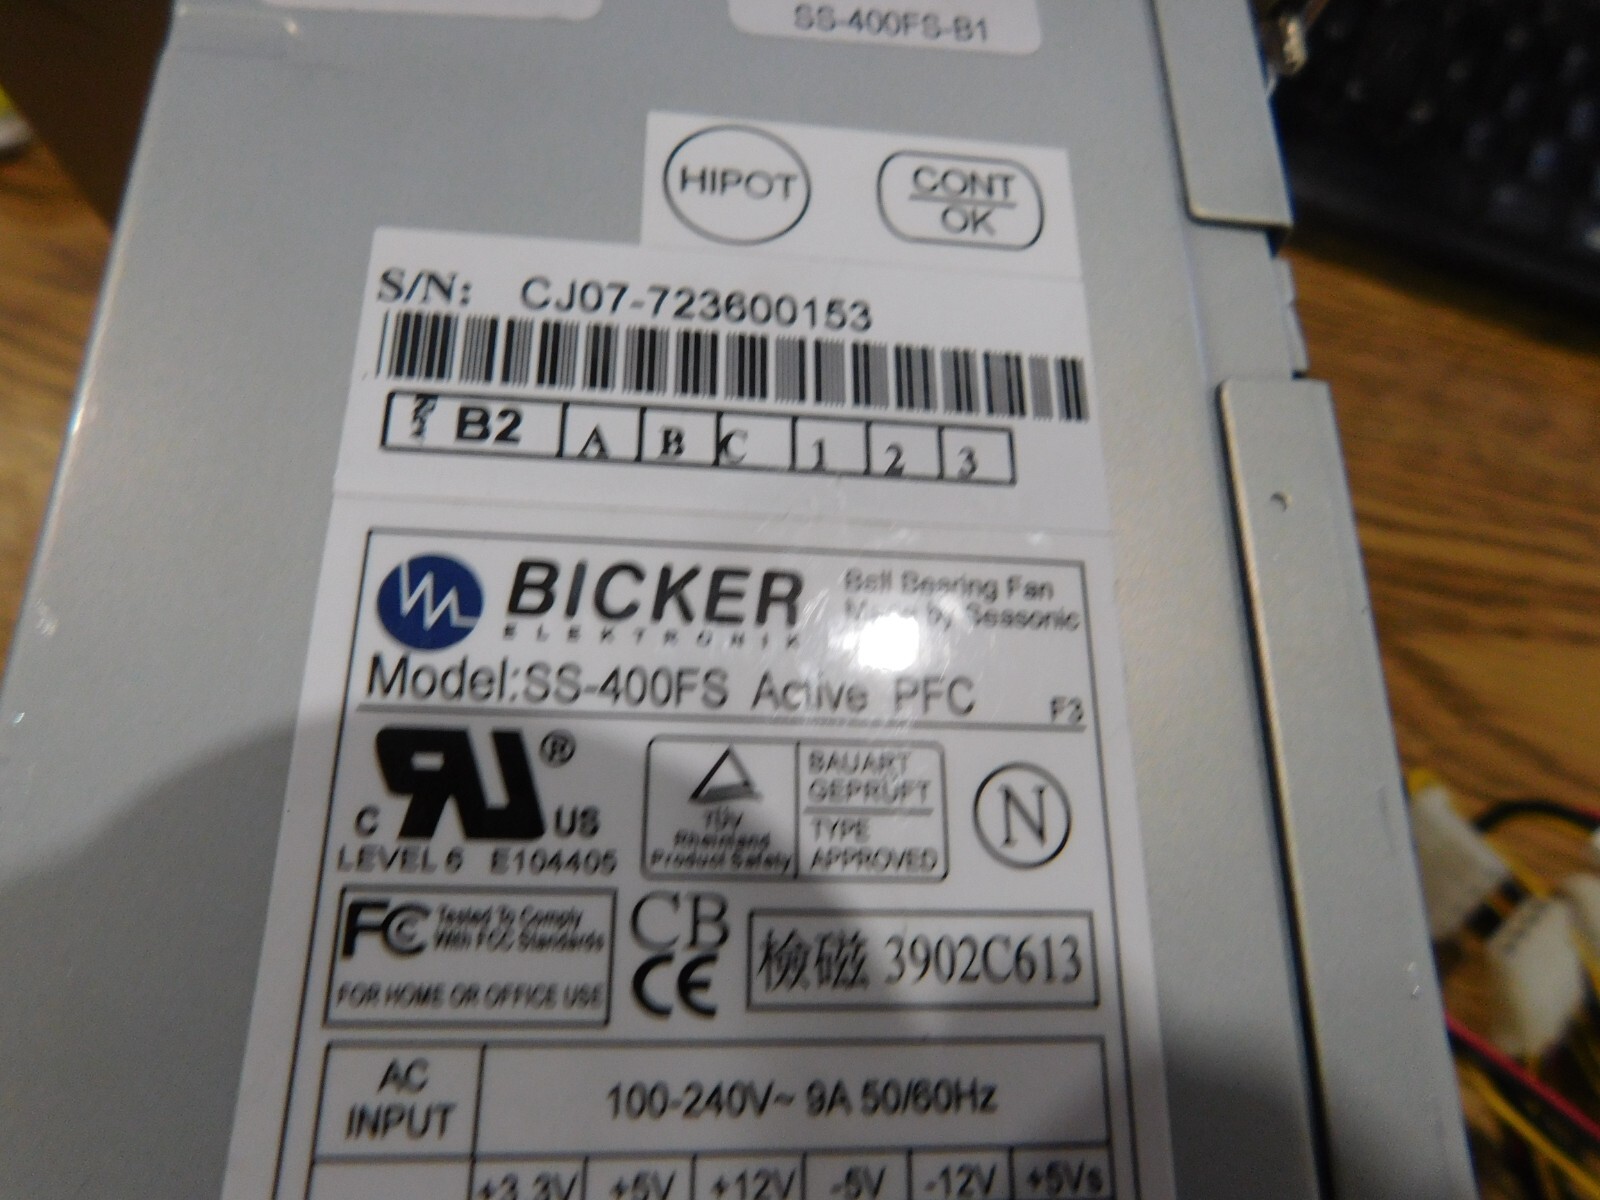 SS-400FS-B1
HIPOT
CONT
OK
S/N: CJ07-723600153
B2 A B C 1 2 3
BICKER
ELEKTRONIK
Ball Bearing Fan
Made by Seasonic
Model:SS-400FS Active PFC F3
C US ®
LEVEL 6 E104405
TÜV
Rheinland
Product Safety
BAUART
GEPRÜFT
TYPE
APPROVED
N
FC Tested To Comply
With FCC Standards
FOR HOME OR OFFICE USE
CB
CE
檢磁 3902C613
AC
INPUT
100-240V~ 9A 50/60Hz
+3.3V +5V +12V -5V -12V +5Vs